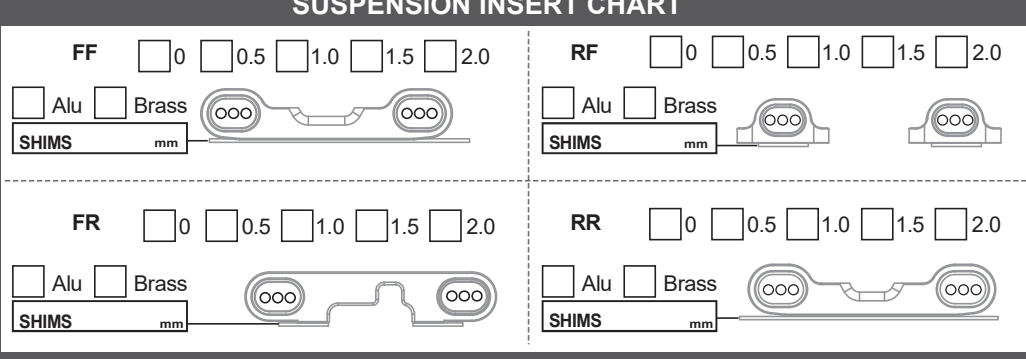 SUSPENSION INSERT CHART
FF 0 0.5 1.0 1.5 2.0
Alu Brass
SHIMS mm
RF 0 0.5 1.0 1.5 2.0
Alu Brass
SHIMS mm
FR 0 0.5 1.0 1.5 2.0
Alu Brass
SHIMS mm
RR 0 0.5 1.0 1.5 2.0
Alu Brass
SHIMS mm